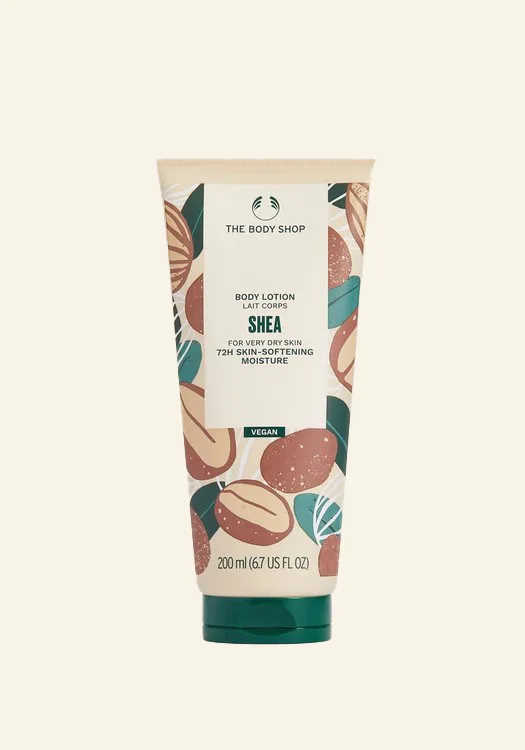 THE BODY SHOP
BODY LOTION
LAIT CORPS
SHEA
FOR VERY DRY SKIN
72H SKIN-SOFTENING
MOISTURE
VEGAN
200 ml (6.7 US FL OZ)